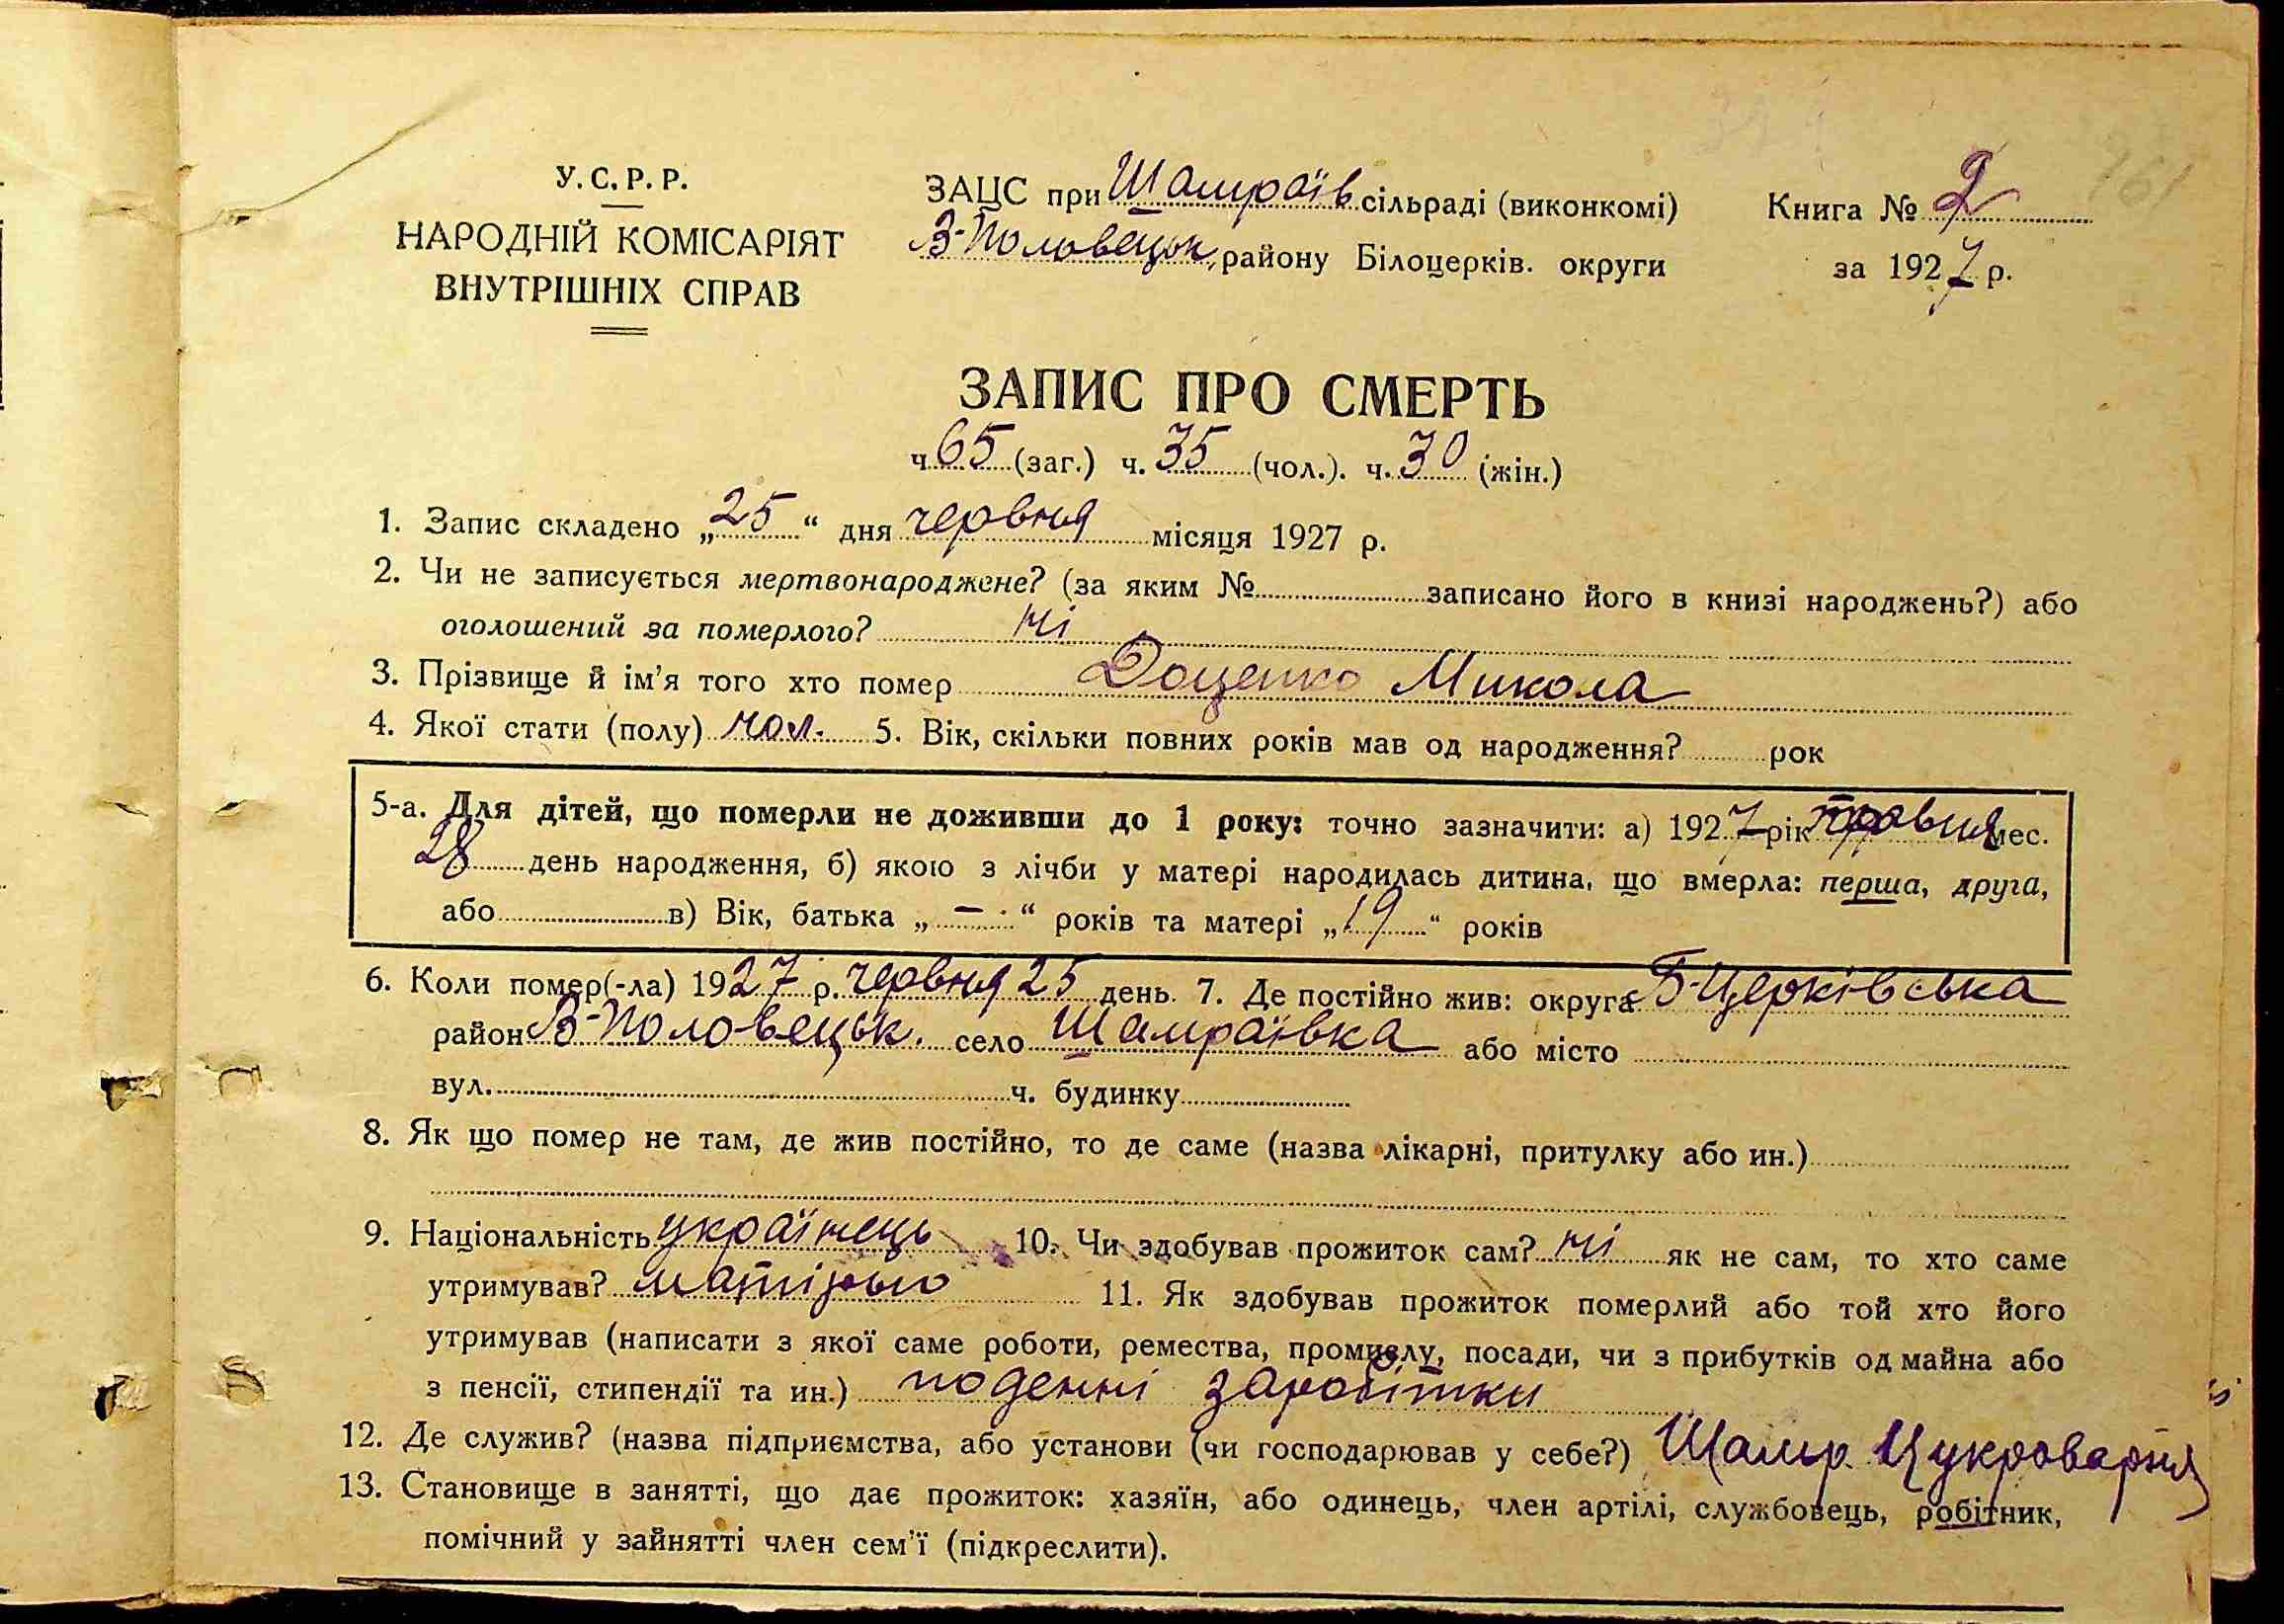 У.С.Р.Р.
НАРОДНІЙ КОМІСАРІЯТ
ВНУТРІШНІХ СПРАВ
ЗАЦС при Шамраїв сільраді (виконкомі)
В-Половецьк. району Білоцерків. округи
Книга № 2
за 1927 р.
161
ЗАПИС ПРО СМЕРТЬ
ч. 65 (заг.) ч. 35 (чол.). ч. 30 (жін.)
1. Запис складено „25“ дня червня місяця 1927 р.
2. Чи не записується мертвонароджене? (за яким № записано його в книзі народжень?) або
оголошений за померлого? ні
3. Прізвище й ім'я того хто помер Доценко Микола
4. Якої стати (полу) чол. 5. Вік, скільки повних років мав од народження? рок
5-а. Для дітей, що померли не доживши до 1 року: точно зазначити: а) 1927 рік травня мес.
28 день народження, б) якою з лічби у матері народилась дитина, що вмерла: перша, друга,
або в) Вік, батька „—“ років та матері „19“ років
6. Коли помер(-ла) 1927 р. червня 25 день. 7. Де постійно жив: округа Б-Церківська
район В-Половецьк. село Шамраївка або місто
вул. ч. будинку
8. Як що помер не там, де жив постійно, то де саме (назва лікарні, притулку або ин.)
9. Національність українець 10. Чи здобував прожиток сам? ні як не сам, то хто саме
утримував? матірью 11. Як здобував прожиток померлий або той хто його
утримував (написати з якої саме роботи, ремества, промислу, посади, чи з прибутків од майна або
з пенсії, стипендії та ин.) поденні заробітки
12. Де служив? (назва підприємства, або установи (чи господарював у себе?) Шамр. Цукроварня
13. Становище в занятті, що дає прожиток: хазяїн, або одинець, член артілі, службовець, робітник,
помічний у зайнятті член сем'ї (підкреслити).